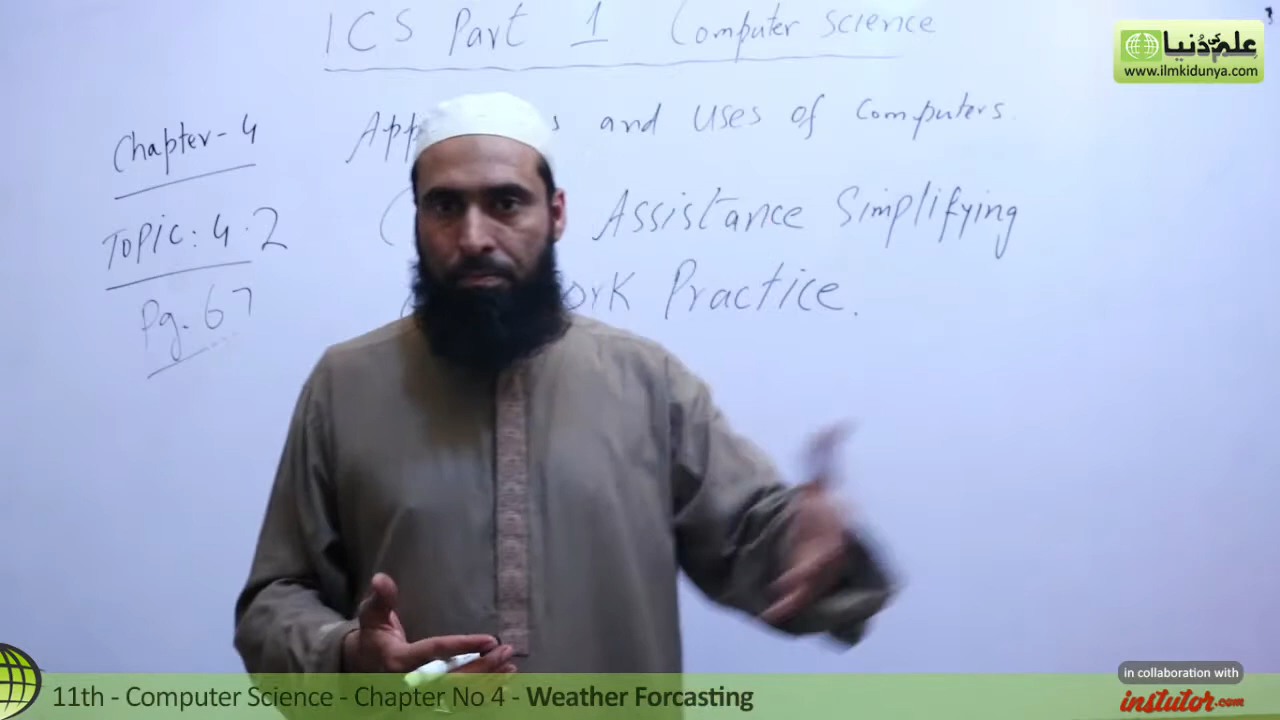 ICS Part 1 Computer Science
علم کی دنیا
www.ilmkidunya.com
Chapter-4
and Uses of Computers.
Topic: 4.2
Assistance Simplifying
Pg. 67
Practice.
in collaboration with
instutor.com
11th - Computer Science - Chapter No 4 - Weather Forcasting